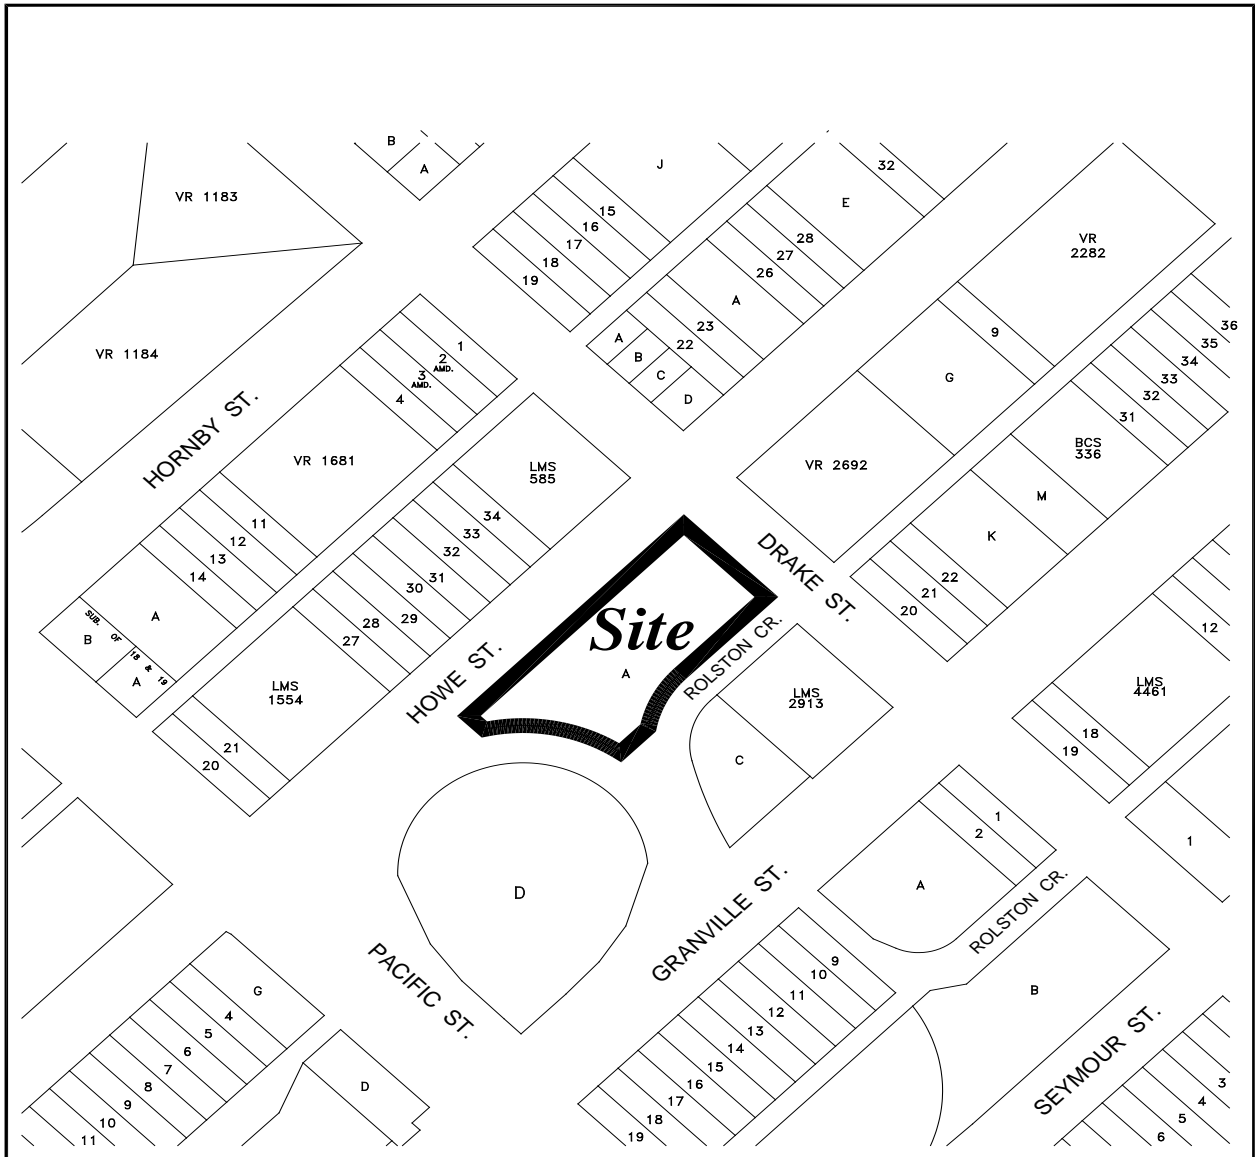 B
A
J
VR 1183
32
E
15
16
17
18
19
28
27
26
A
VR
2282
23
22
A
B
C
D
VR 1184
1
2
AMD.
3
AMD.
4
9
G
36
35
34
33
32
31
HORNBY ST.
VR 1681
LMS
585
VR 2692
BCS
336
M
K
11
12
13
14
34
33
32
31
30
29
28
27
DRAKE ST.
22
21
20
A
B
SUB. OF 18 & 19
A
Site
A
ROLSTON CR.
HOWE ST.
12
LMS
1554
21
20
LMS
2913
C
LMS
4461
18
19
D
1
2
A
1
GRANVILLE ST.
ROLSTON CR.
PACIFIC ST.
G
4
5
6
7
8
9
10
11
D
9
10
11
12
13
14
15
16
17
18
19
B
SEYMOUR ST.
3
4
5
6